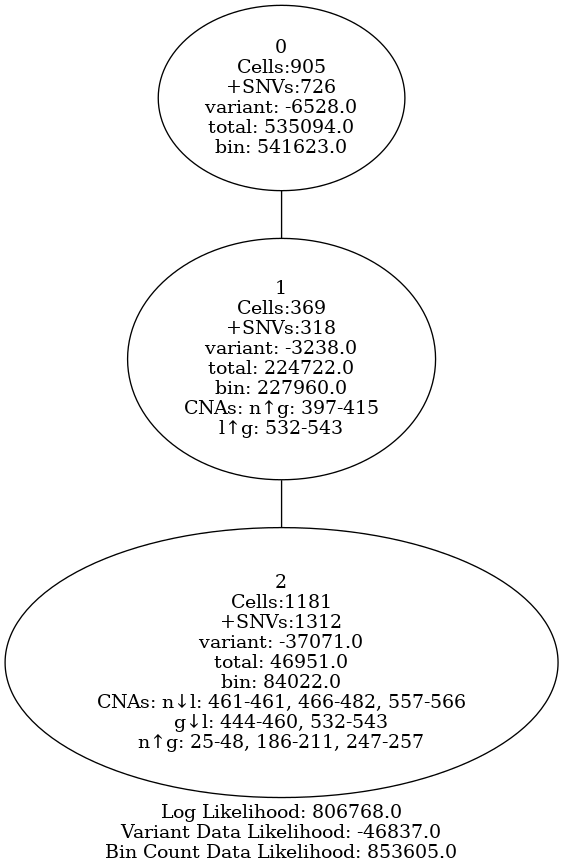 0
Cells:905
+SNVs:726
variant: -6528.0
total: 535094.0
bin: 541623.0
1
Cells:369
+SNVs:318
variant: -3238.0
total: 224722.0
bin: 227960.0
CNAs: n↑g: 397-415
l↑g: 532-543
2
Cells:1181
+SNVs:1312
variant: -37071.0
total: 46951.0
bin: 84022.0
CNAs: n↓l: 461-461, 466-482, 557-566
g↓l: 444-460, 532-543
n↑g: 25-48, 186-211, 247-257
Log Likelihood: 806768.0
Variant Data Likelihood: -46837.0
Bin Count Data Likelihood: 853605.0